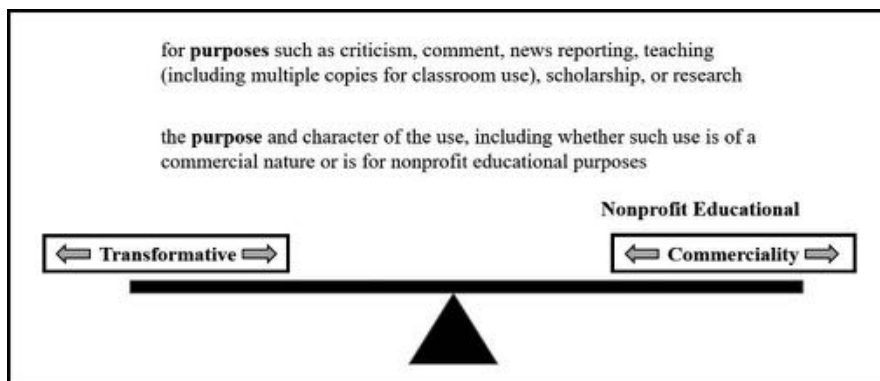 for purposes such as criticism, comment, news reporting, teaching
(including multiple copies for classroom use), scholarship, or research
the purpose and character of the use, including whether such use is of a
commercial nature or is for nonprofit educational purposes
Nonprofit Educational
Transformative
Commerciality